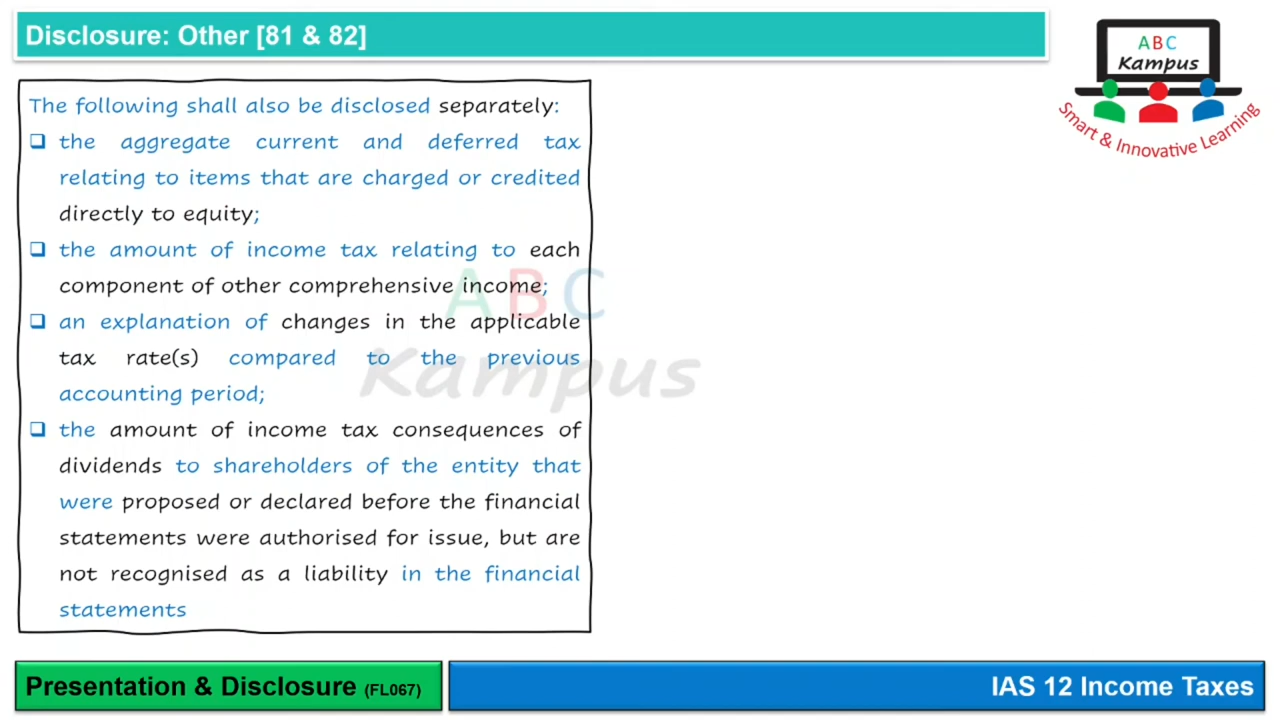 Disclosure: Other [81 & 82]
ABC
Kampus
Smart & Innovative Learning
The following shall also be disclosed separately:
❑ the aggregate current and deferred tax
relating to items that are charged or credited
directly to equity;
❑ the amount of income tax relating to each
component of other comprehensive income;
❑ an explanation of changes in the applicable
tax rate(s) compared to the previous
accounting period;
❑ the amount of income tax consequences of
dividends to shareholders of the entity that
were proposed or declared before the financial
statements were authorised for issue, but are
not recognised as a liability in the financial
statements
ABC
Kampus
Presentation & Disclosure (FL067)
IAS 12 Income Taxes